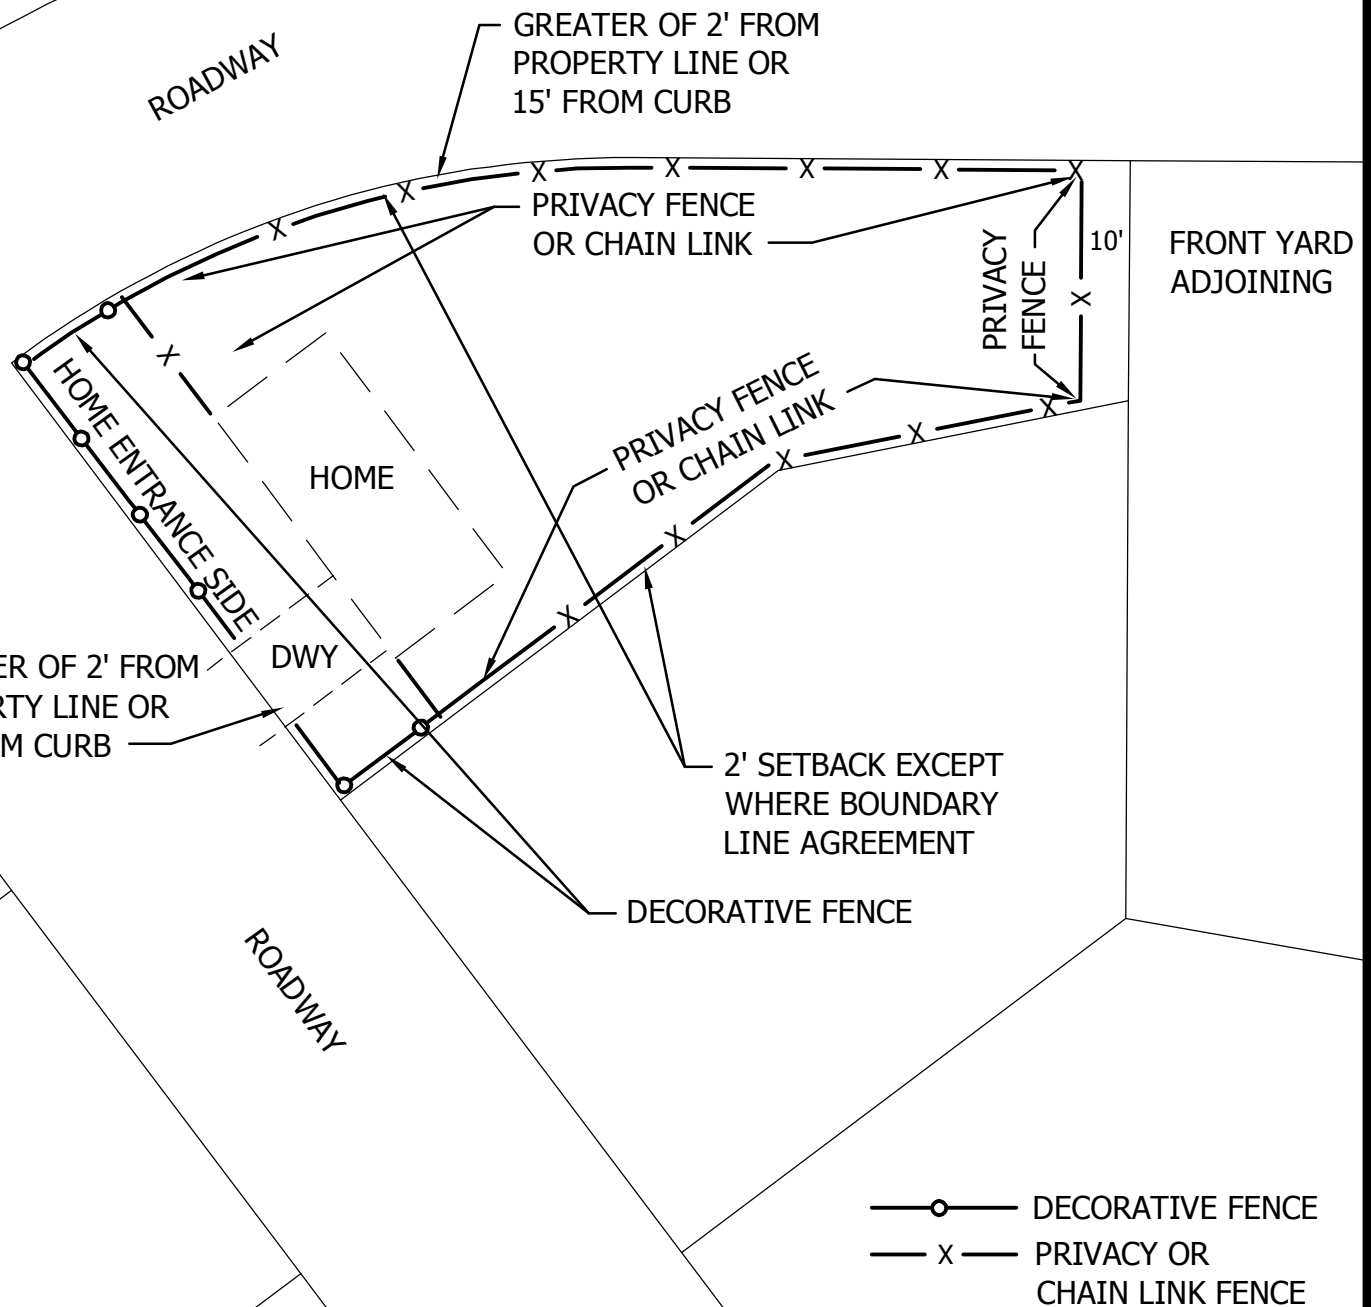 GREATER OF 2' FROM
PROPERTY LINE OR
15' FROM CURB
ROADWAY
PRIVACY FENCE
OR CHAIN LINK
PRIVACY
FENCE
10'
FRONT YARD
ADJOINING
HOME ENTRANCE SIDE
HOME
PRIVACY FENCE
OR CHAIN LINK
DWY
OF 2' FROM
LINE OR
CURB
2' SETBACK EXCEPT
WHERE BOUNDARY
LINE AGREEMENT
DECORATIVE FENCE
ROADWAY
DECORATIVE FENCE
X PRIVACY OR
CHAIN LINK FENCE